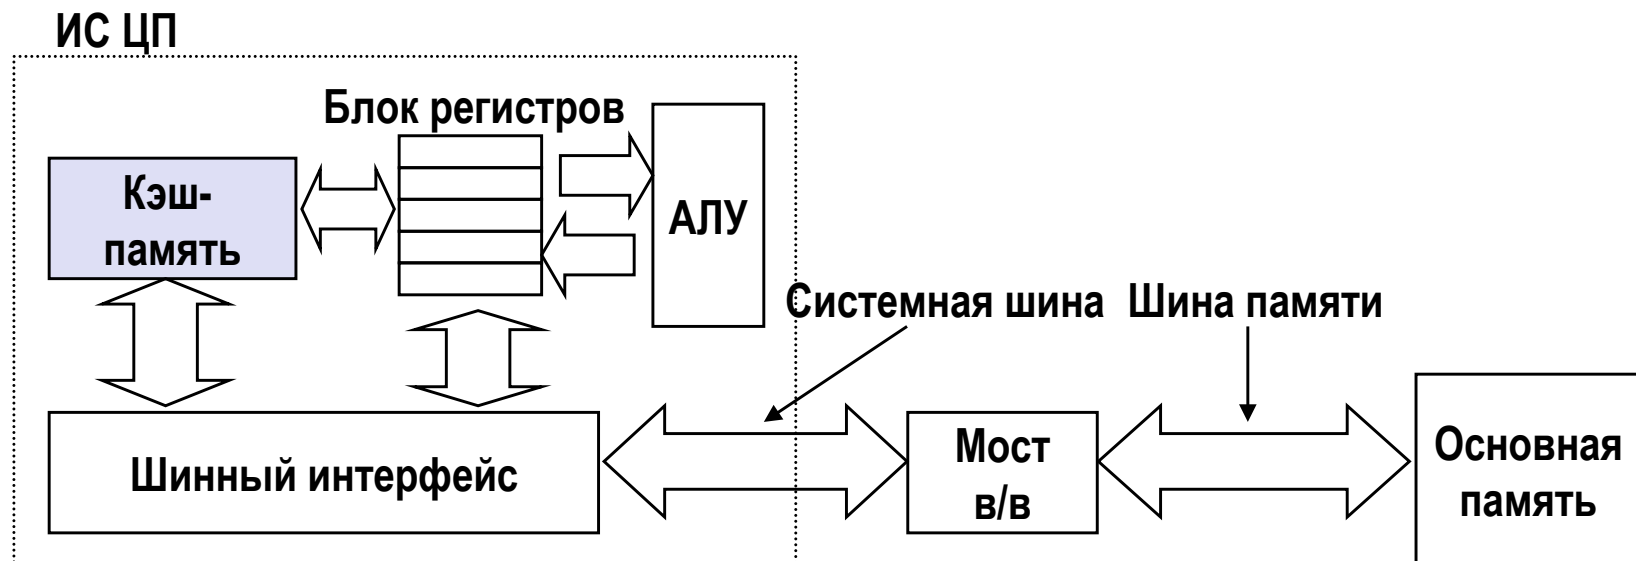 ИС ЦП
Блок регистров
Кэш-
память
АЛУ
Системная шина
Шина памяти
Шинный интерфейс
Мост
в/в
Основная
память